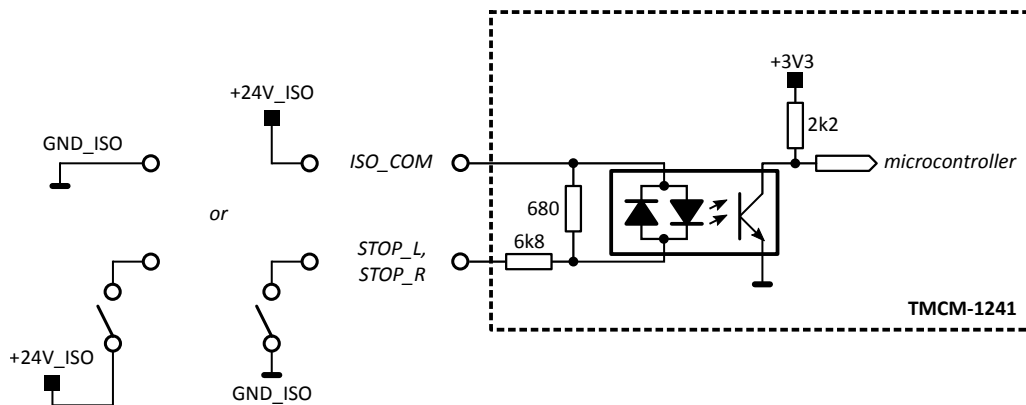 +3V3
+24V_ISO
2k2
GND_ISO
ISO_COM
microcontroller
or
680
6k8
STOP_L,
STOP_R
TMCM-1241
+24V_ISO
GND_ISO